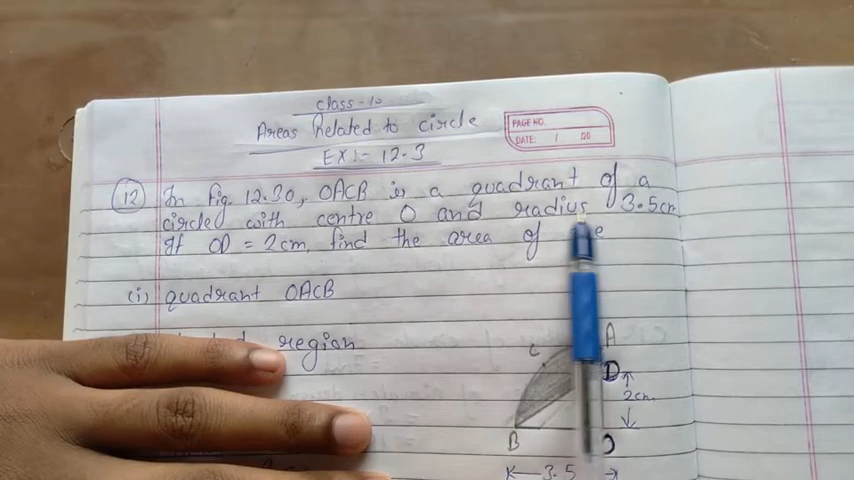 Class-10
Areas Related to circle
PAGE NO.
DATE: / /20
EX:- 12.3
(12) In Fig. 12.30, OACB is a quadrant of a
circle with centre O and radius 3.5cm
If OD = 2cm, find the area of e
(i) quadrant OACB
region
A
C
D
2cm.
B
O
3.5